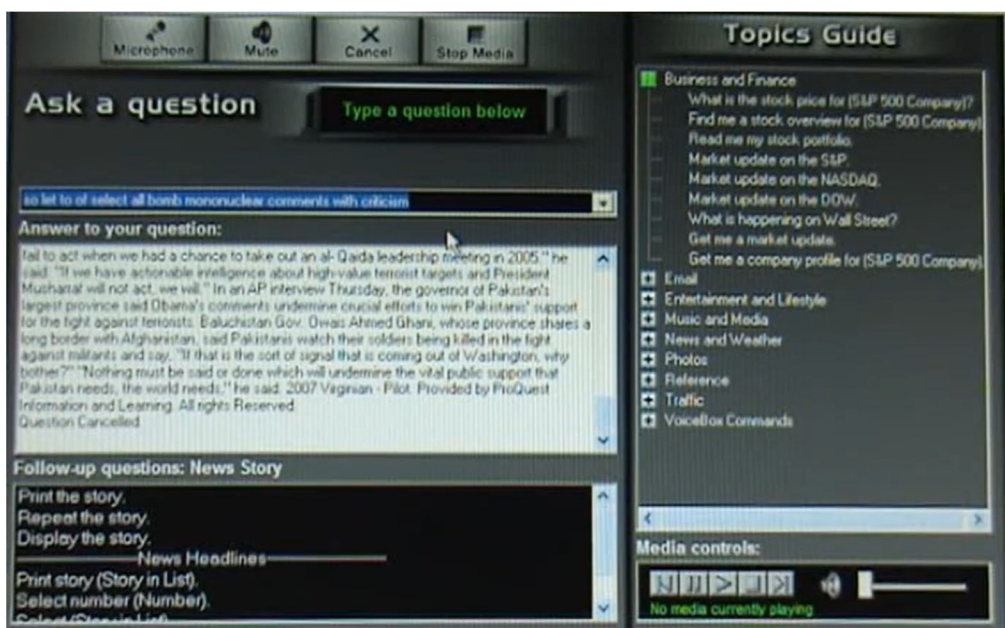 Microphone
Mute
Cancel
Stop Media
Ask a question
Type a question below
so let to of select all bomb mononuclear comments with criticism
Answer to your question:
fail to act when we had a chance to take out an al- Qaida leadership meeting in 2005." he
said. "If we have actionable intelligence about high-value terrorist targets and President
Musharraf will not act, we will." In an AP interview Thursday, the governor of Pakistan's
largest province said Obama's comments undermine crucial efforts to win Pakistanis' support
for the fight against terrorists. Baluchistan Gov. Owais Ahmed Ghani, whose province shares a
long border with Afghanistan, said Pakistanis watch their soldiers being killed in the fight
against militants and say, "If that is the sort of signal that is coming out of Washington, why
bother?" "Nothing must be said or done which will undermine the vital public support that
Pakistan needs, the world needs," he said. 2007 Virginian - Pilot. Provided by ProQuest
Information and Learning. All rights Reserved.
Question Cancelled
Follow-up questions: News Story
Print the story.
Repeat the story.
Display the story.
News Headlines
Print story (Story in List).
Select number (Number).
Select (Story in List).
Topics Guide
Business and Finance
What is the stock price for (S&P 500 Company)?
Find me a stock overview for (S&P 500 Company)
Read me my stock portfolio.
Market update on the S&P.
Market update on the NASDAQ.
Market update on the DOW.
What is happening on Wall Street?
Get me a market update.
Get me a company profile for (S&P 500 Company).
Email
Entertainment and Lifestyle
Music and Media
News and Weather
Photos
Reference
Traffic
VoiceBox Commands
Media controls:
No media currently playing